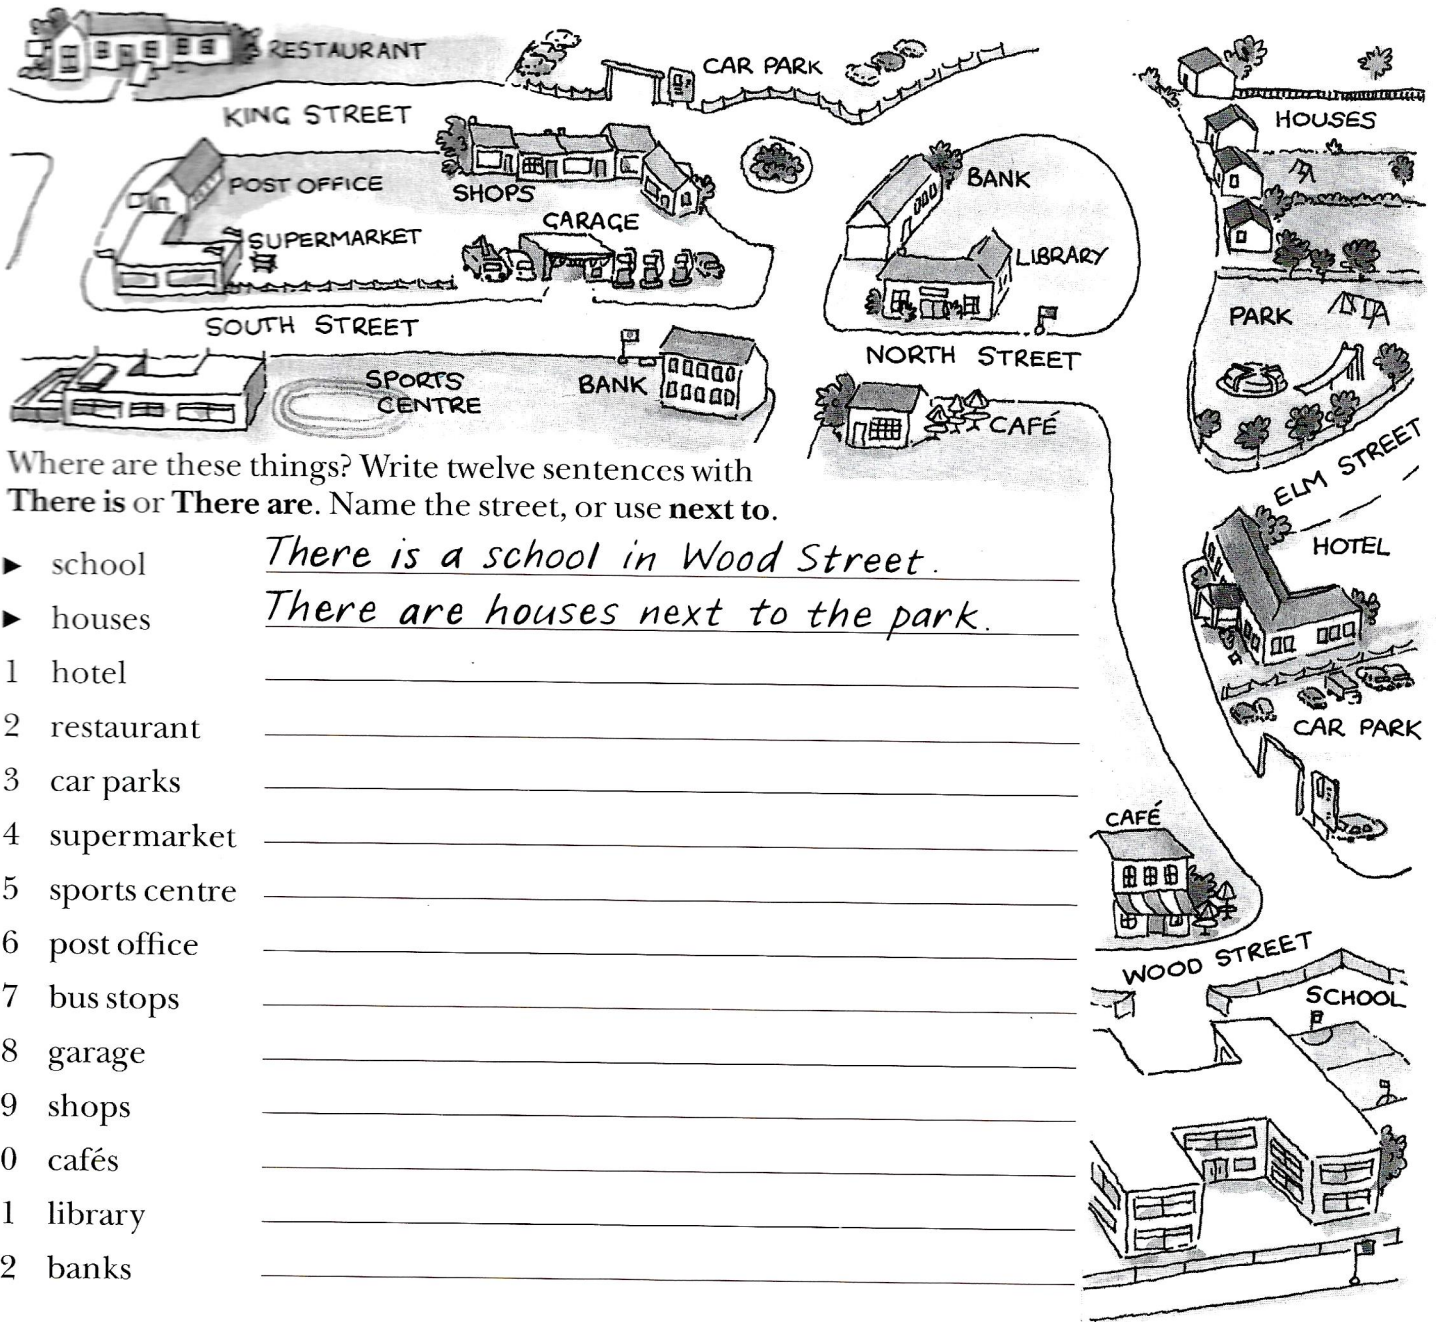 RESTAURANT
CAR PARK
KING STREET
HOUSES
POST OFFICE
SHOPS
BANK
GARAGE
SUPERMARKET
LIBRARY
SOUTH STREET
PARK
NORTH STREET
SPORTS
CENTRE
BANK
CAFÉ
ELM STREET
HOTEL
CAR PARK
CAFÉ
WOOD STREET
SCHOOL
Where are these things? Write twelve sentences with
There is or There are. Name the street, or use next to.
► school There is a school in Wood Street.
► houses There are houses next to the park.
1 hotel
2 restaurant
3 car parks
4 supermarket
5 sports centre
6 post office
7 bus stops
8 garage
9 shops
0 cafés
1 library
2 banks